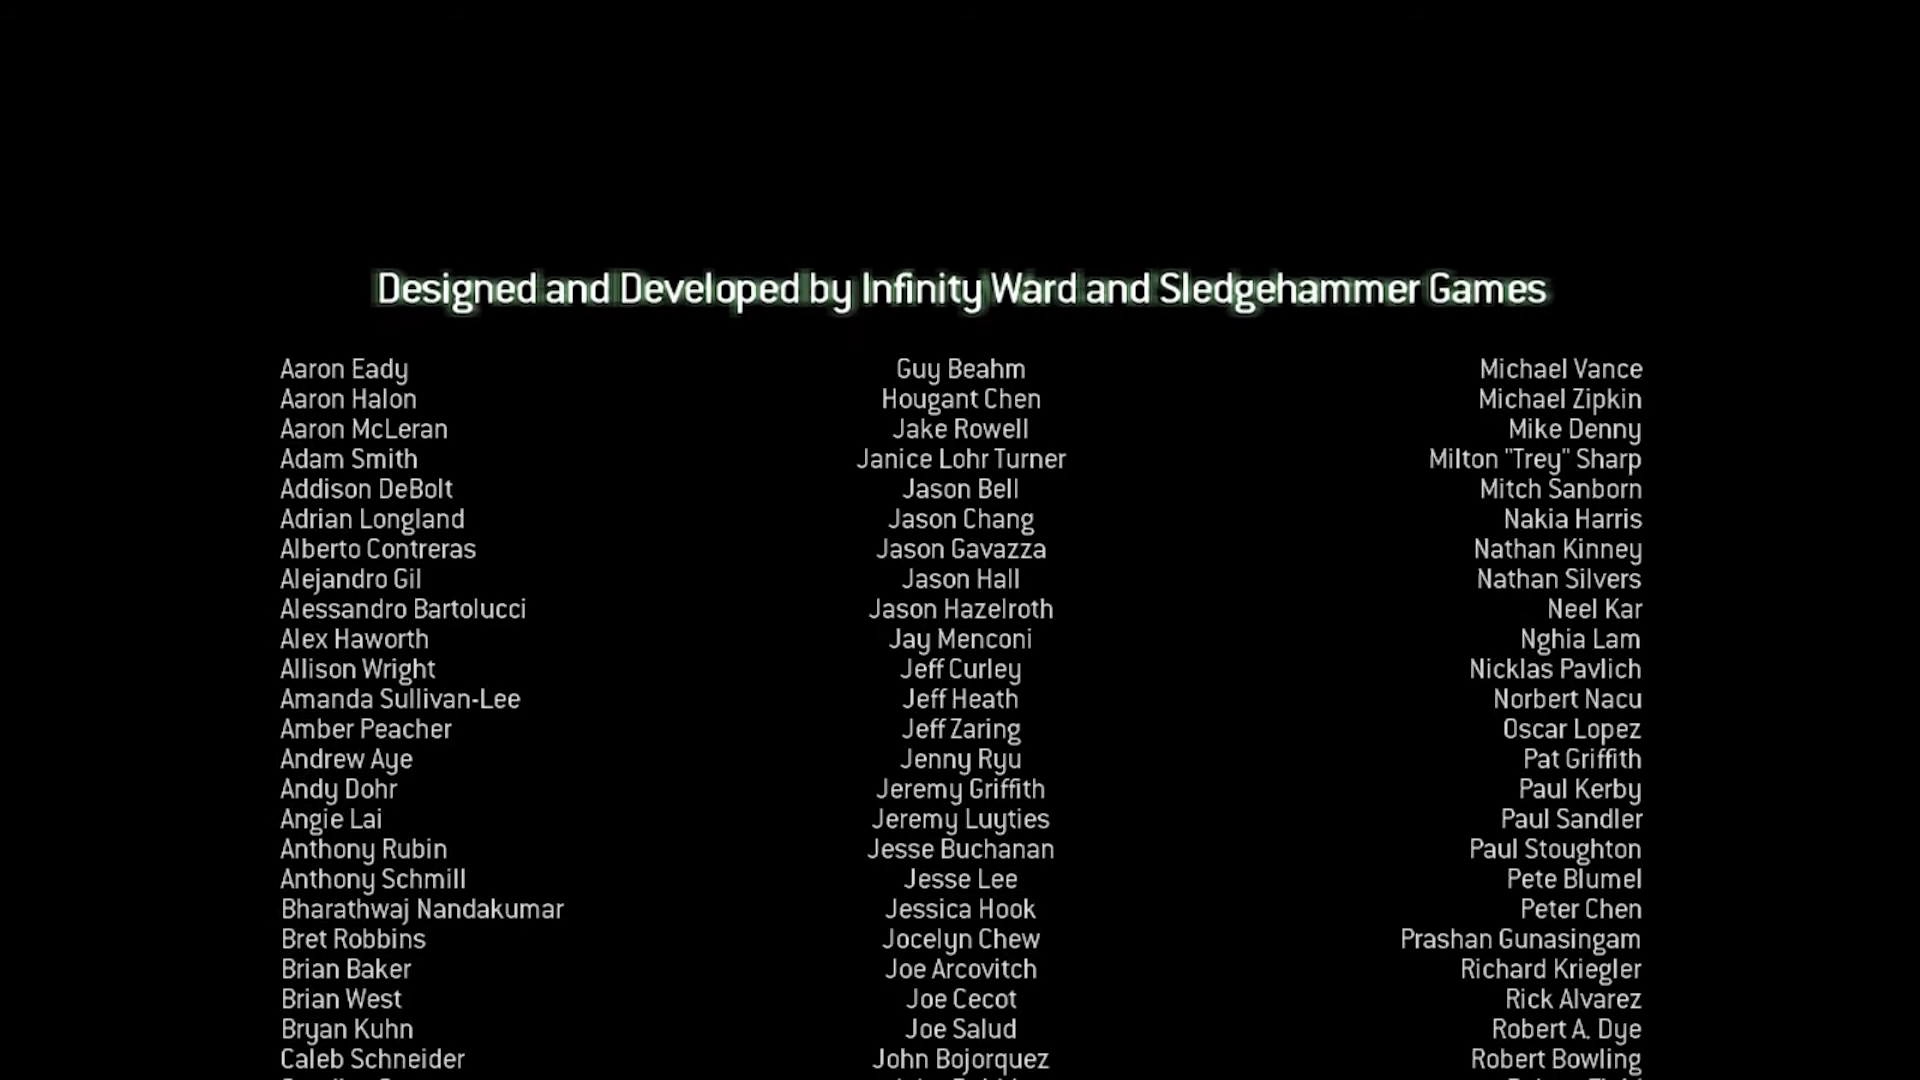 Designed and Developed by Infinity Ward and Sledgehammer Games
Aaron Eady
Aaron Halon
Aaron McLeran
Adam Smith
Addison DeBolt
Adrian Longland
Alberto Contreras
Alejandro Gil
Alessandro Bartolucci
Alex Haworth
Allison Wright
Amanda Sullivan-Lee
Amber Peacher
Andrew Aye
Andy Dohr
Angie Lai
Anthony Rubin
Anthony Schmill
Bharathwaj Nandakumar
Bret Robbins
Brian Baker
Brian West
Bryan Kuhn
Caleb Schneider
Guy Beahm
Hougant Chen
Jake Rowell
Janice Lohr Turner
Jason Bell
Jason Chang
Jason Gavazza
Jason Hall
Jason Hazelroth
Jay Menconi
Jeff Curley
Jeff Heath
Jeff Zaring
Jenny Ryu
Jeremy Griffith
Jeremy Luyties
Jesse Buchanan
Jesse Lee
Jessica Hook
Jocelyn Chew
Joe Arcovitch
Joe Cecot
Joe Salud
John Bojorquez
Michael Vance
Michael Zipkin
Mike Denny
Milton "Trey" Sharp
Mitch Sanborn
Nakia Harris
Nathan Kinney
Nathan Silvers
Neel Kar
Nghia Lam
Nicklas Pavlich
Norbert Nacu
Oscar Lopez
Pat Griffith
Paul Kerby
Paul Sandler
Paul Stoughton
Pete Blumel
Peter Chen
Prashan Gunasingam
Richard Kriegler
Rick Alvarez
Robert A. Dye
Robert Bowling